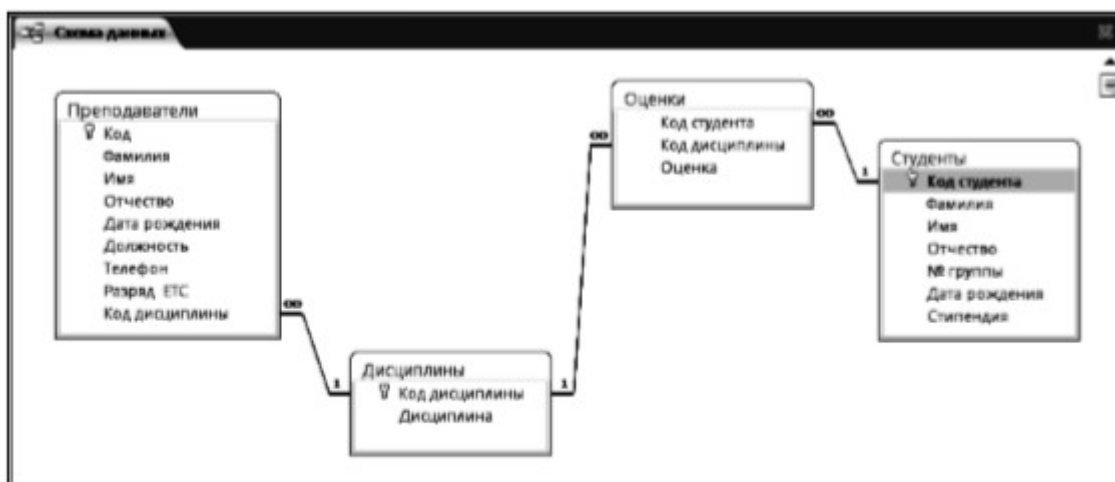 Схема данных
Преподаватели
Код
Фамилия
Имя
Отчество
Дата рождения
Должность
Телефон
Разряд ЕТС
Код дисциплины
∞
1
Дисциплины
Код дисциплины
Дисциплина
1
∞
Оценки
Код студента
Код дисциплины
Оценка
∞
1
Студенты
Код студента
Фамилия
Имя
Отчество
№ группы
Дата рождения
Стипендия